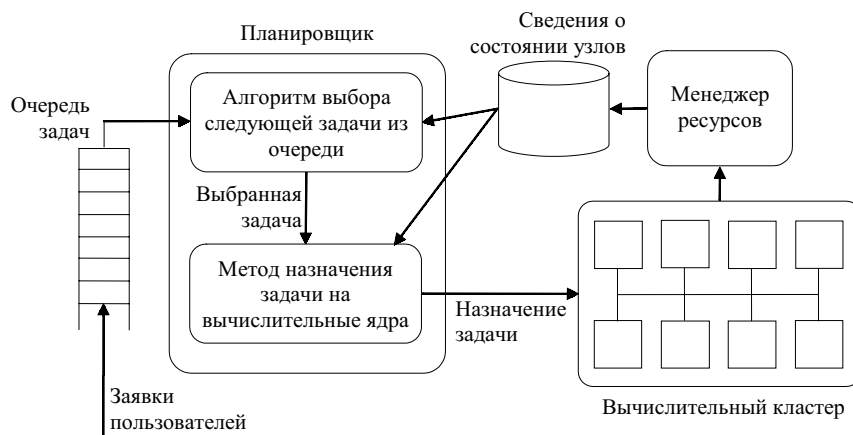 Планировщик
Сведения о
состоянии узлов
Очередь
задач
Алгоритм выбора
следующей задачи из
очереди
Менеджер
ресурсов
Выбранная
задача
Метод назначения
задачи на
вычислительные ядра
Назначение
задачи
Заявки
пользователей
Вычислительный кластер